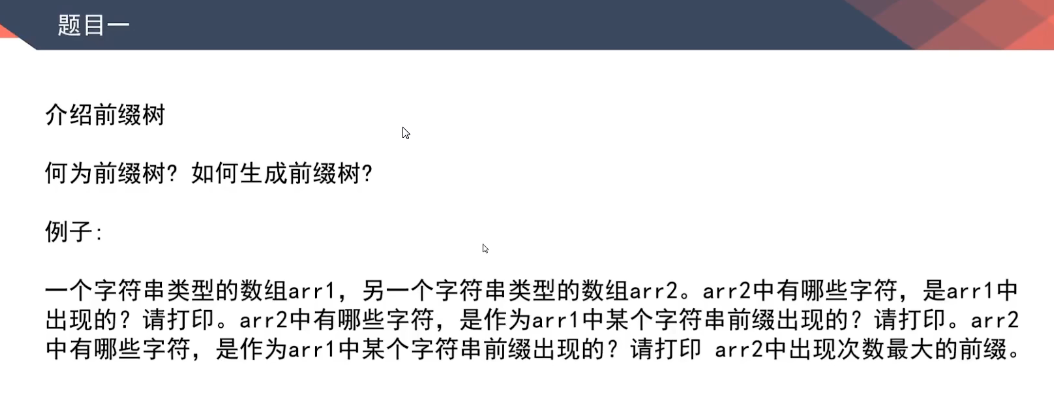 题目一
介绍前缀树
何为前缀树? 如何生成前缀树?
例子:
一个字符串类型的数组arr1，另一个字符串类型的数组arr2。arr2中有哪些字符，是arr1中
出现的？请打印。arr2中有哪些字符，是作为arr1中某个字符串前缀出现的？请打印。arr2
中有哪些字符，是作为arr1中某个字符串前缀出现的？请打印 arr2中出现次数最大的前缀。